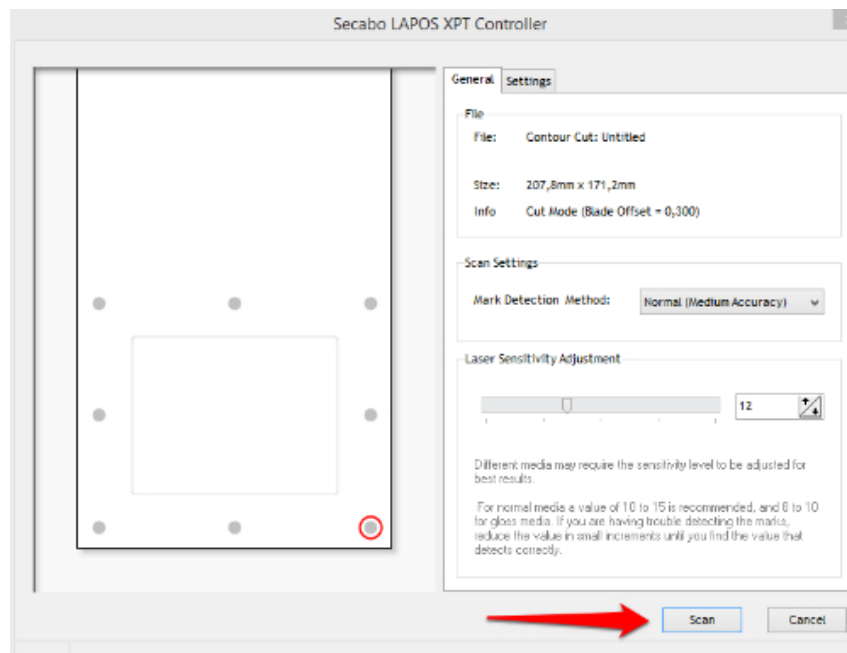 Secabo LAPOS XPT Controller
General
Settings
File
File: Contour Cut: Untitled
Size: 207,8mm x 171,2mm
Info Cut Mode (Blade Offset = 0,300)
Scan Settings
Mark Detection Method: Normal (Medium Accuracy)
Laser Sensitivity Adjustment
12
Different media may require the sensitivity level to be adjusted for
best results.
For normal media a value of 10 to 15 is recommended, and 8 to 10
for gloss media. If you are having trouble detecting the marks,
reduce the value in small increments until you find the value that
detects correctly.
Scan
Cancel